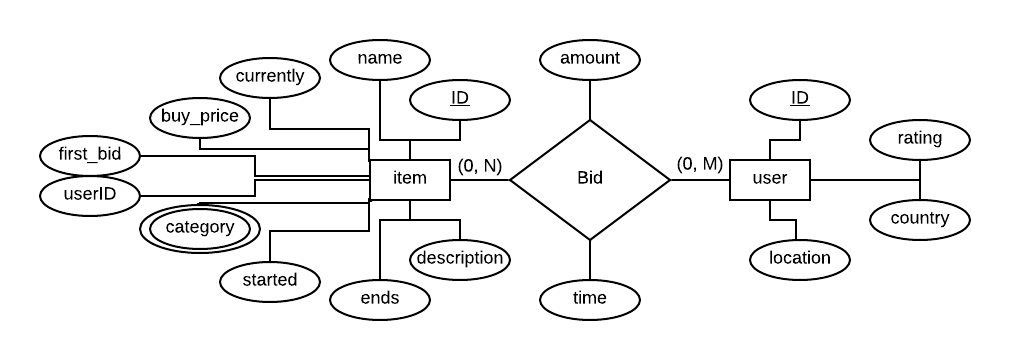 name
amount
currently
ID
ID
buy_price
rating
first_bid
(0, N)
(0, M)
item
Bid
user
userID
category
country
description
location
started
ends
time